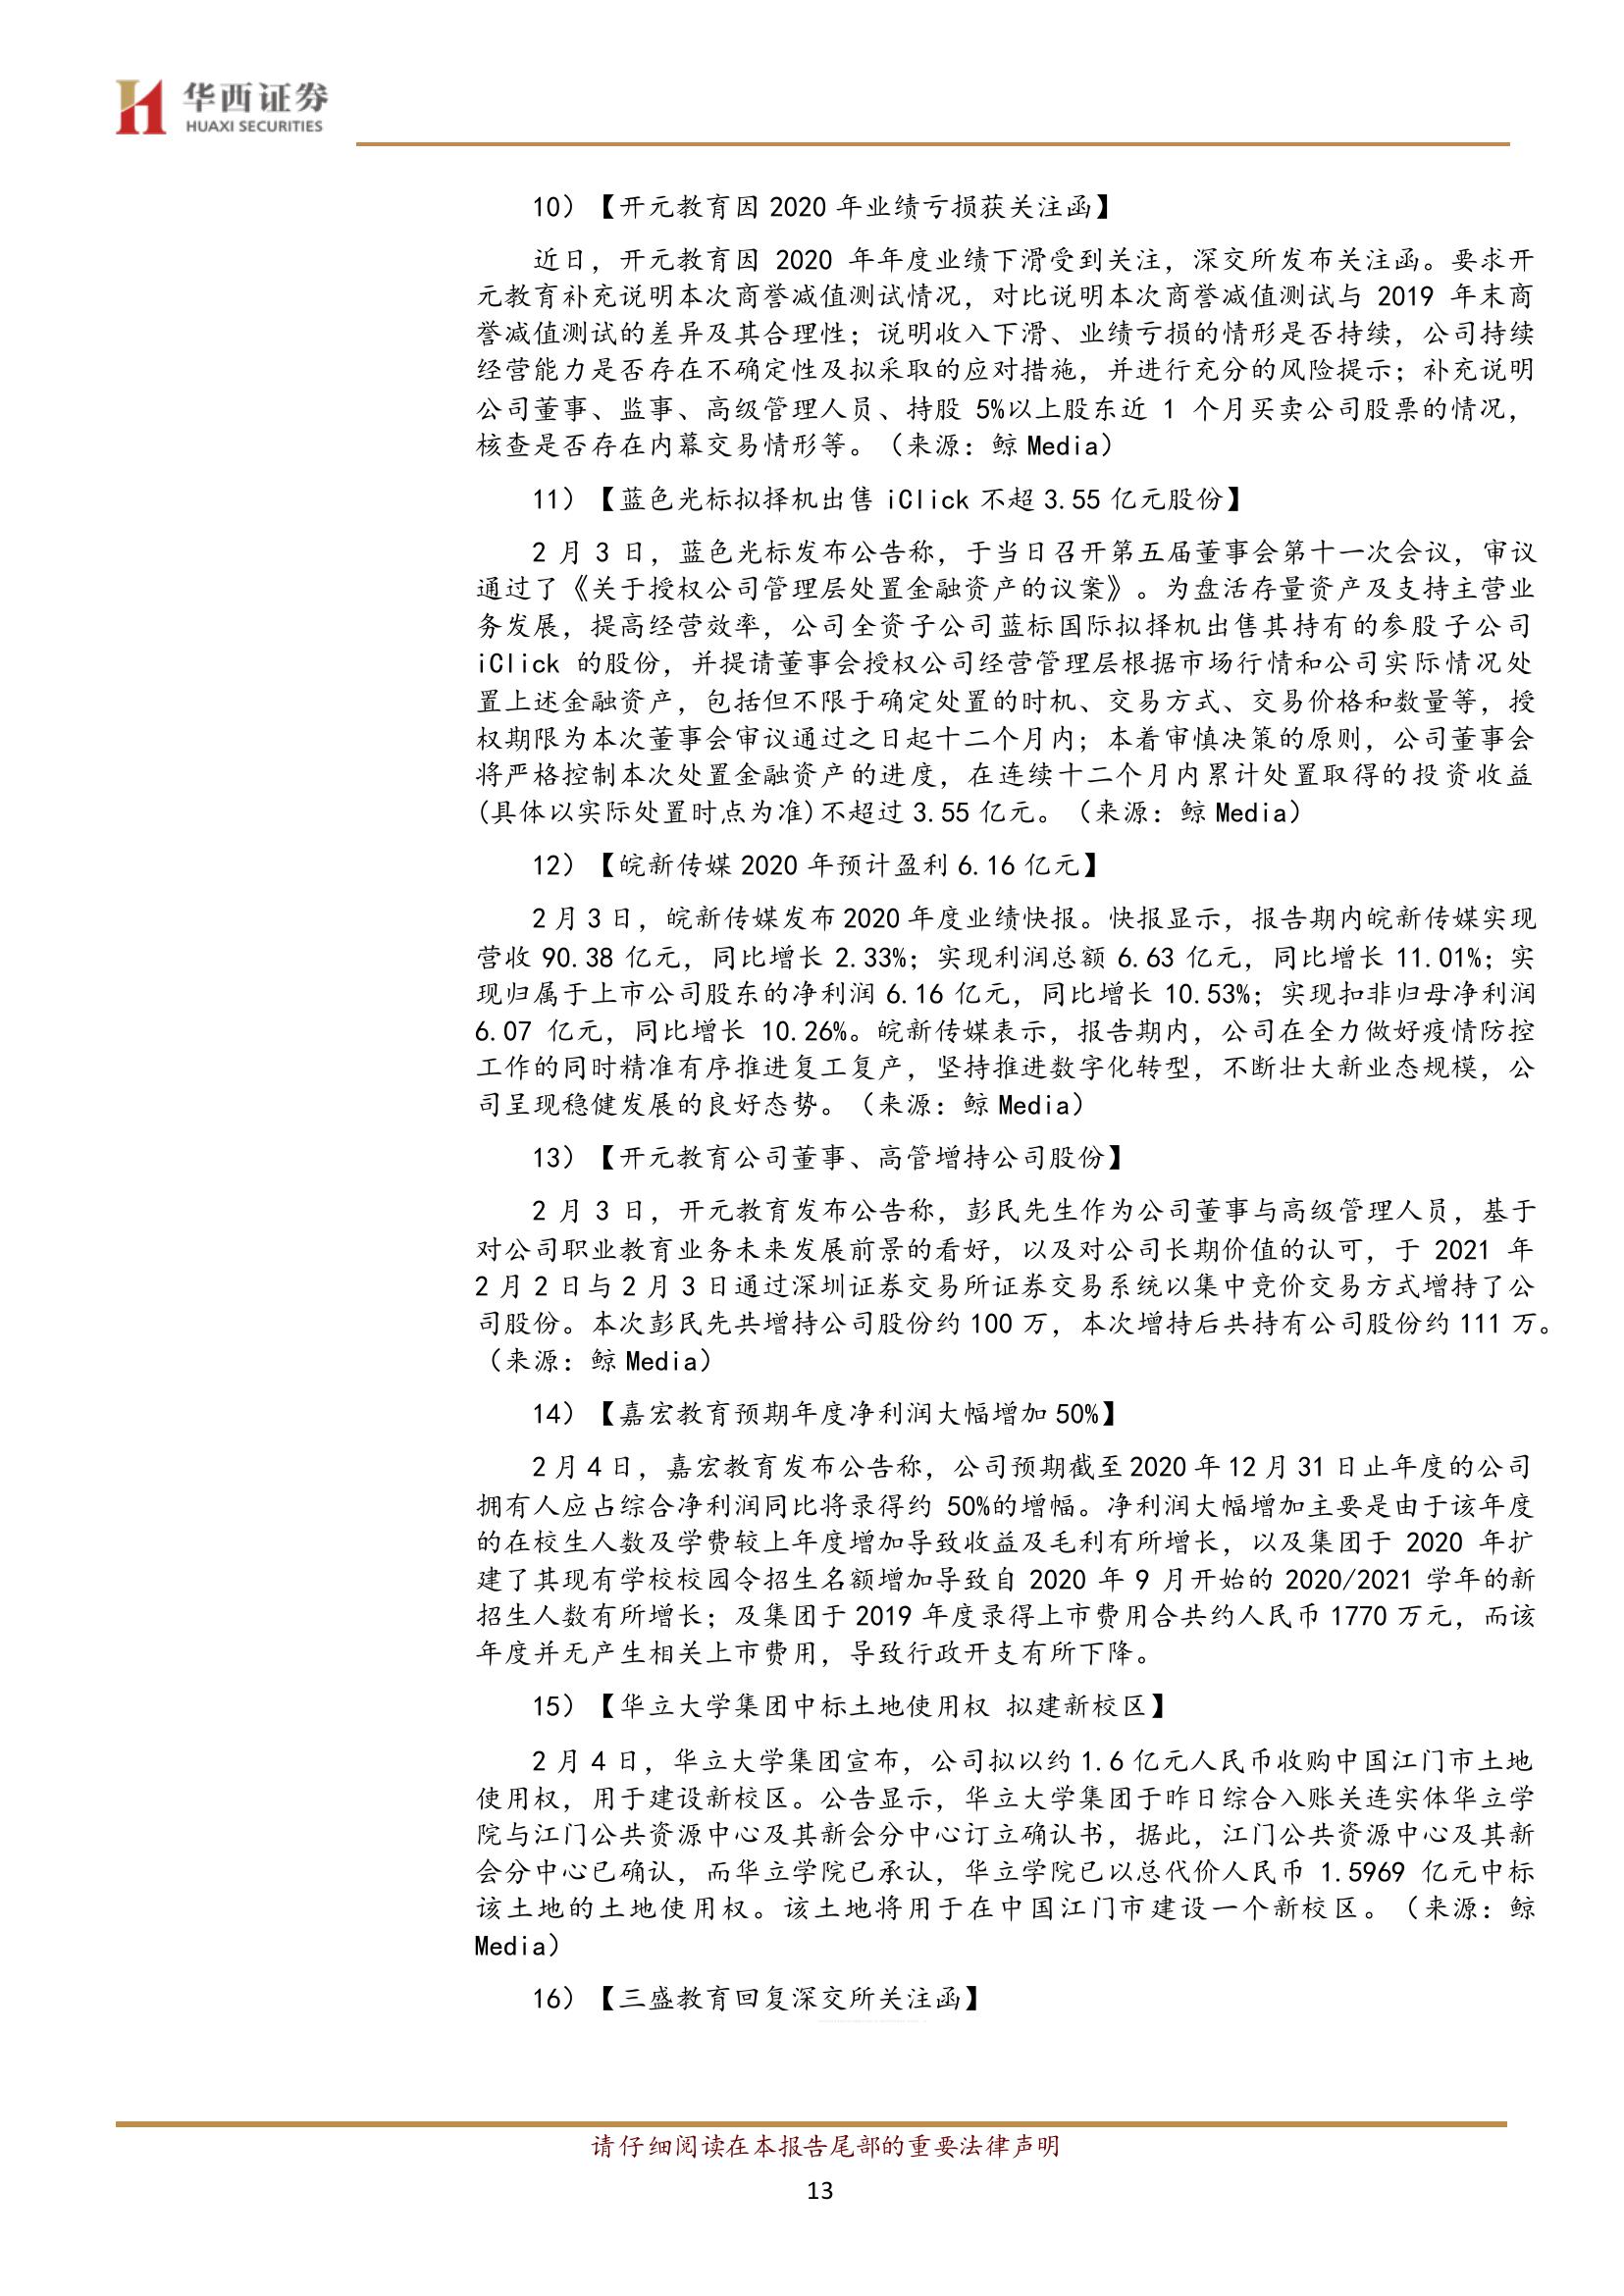 华西证券
HUAXI SECURITIES
10）【开元教育因 2020 年业绩亏损获关注函】
近日，开元教育因 2020 年年度业绩下滑受到关注，深交所发布关注函。要求开
元教育补充说明本次商誉减值测试情况，对比说明本次商誉减值测试与 2019 年末商
誉减值测试的差异及其合理性；说明收入下滑、业绩亏损的情形是否持续，公司持续
经营能力是否存在不确定性及拟采取的应对措施，并进行充分的风险提示；补充说明
公司董事、监事、高级管理人员、持股 5%以上股东近 1 个月买卖公司股票的情况，
核查是否存在内幕交易情形等。（来源：鲸 Media）
11）【蓝色光标拟择机出售 iClick 不超 3.55 亿元股份】
2 月 3 日，蓝色光标发布公告称，于当日召开第五届董事会第十一次会议，审议
通过了《关于授权公司管理层处置金融资产的议案》。为盘活存量资产及支持主营业
务发展，提高经营效率，公司全资子公司蓝标国际拟择机出售其持有的参股子公司
iClick 的股份，并提请董事会授权公司经营管理层根据市场行情和公司实际情况处
置上述金融资产，包括但不限于确定处置的时机、交易方式、交易价格和数量等，授
权期限为本次董事会审议通过之日起十二个月内；本着审慎决策的原则，公司董事会
将严格控制本次处置金融资产的进度，在连续十二个月内累计处置取得的投资收益
(具体以实际处置时点为准)不超过 3.55 亿元。（来源：鲸 Media）
12）【皖新传媒 2020 年预计盈利 6.16 亿元】
2 月 3 日，皖新传媒发布 2020 年度业绩快报。快报显示，报告期内皖新传媒实现
营收 90.38 亿元，同比增长 2.33%；实现利润总额 6.63 亿元，同比增长 11.01%；实
现归属于上市公司股东的净利润 6.16 亿元，同比增长 10.53%；实现扣非归母净利润
6.07 亿元，同比增长 10.26%。皖新传媒表示，报告期内，公司在全力做好疫情防控
工作的同时精准有序推进复工复产，坚持推进数字化转型，不断壮大新业态规模，公
司呈现稳健发展的良好态势。（来源：鲸 Media）
13）【开元教育公司董事、高管增持公司股份】
2 月 3 日，开元教育发布公告称，彭民先生作为公司董事与高级管理人员，基于
对公司职业教育业务未来发展前景的看好，以及对公司长期价值的认可，于 2021 年
2 月 2 日与 2 月 3 日通过深圳证券交易所证券交易系统以集中竞价交易方式增持了公
司股份。本次彭民先共增持公司股份约 100 万，本次增持后共持有公司股份约 111 万。
（来源：鲸 Media）
14）【嘉宏教育预期年度净利润大幅增加 50%】
2 月 4 日，嘉宏教育发布公告称，公司预期截至 2020 年 12 月 31 日止年度的公司
拥有人应占综合净利润同比将录得约 50%的增幅。净利润大幅增加主要是由于该年度
的在校生人数及学费较上年度增加导致收益及毛利有所增长，以及集团于 2020 年扩
建了其现有学校校园令招生名额增加导致自 2020 年 9 月开始的 2020/2021 学年的新
招生人数有所增长；及集团于 2019 年度录得上市费用合共约人民币 1770 万元，而该
年度并无产生相关上市费用，导致行政开支有所下降。
15）【华立大学集团中标土地使用权 拟建新校区】
2 月 4 日，华立大学集团宣布，公司拟以约 1.6 亿元人民币收购中国江门市土地
使用权，用于建设新校区。公告显示，华立大学集团于昨日综合入账关连实体华立学
院与江门公共资源中心及其新会分中心订立确认书，据此，江门公共资源中心及其新
会分中心已确认，而华立学院已承认，华立学院已以总代价人民币 1.5969 亿元中标
该土地的土地使用权。该土地将用于在中国江门市建设一个新校区。（来源：鲸
Media）
16）【三盛教育回复深交所关注函】
请仔细阅读在本报告尾部的重要法律声明
13